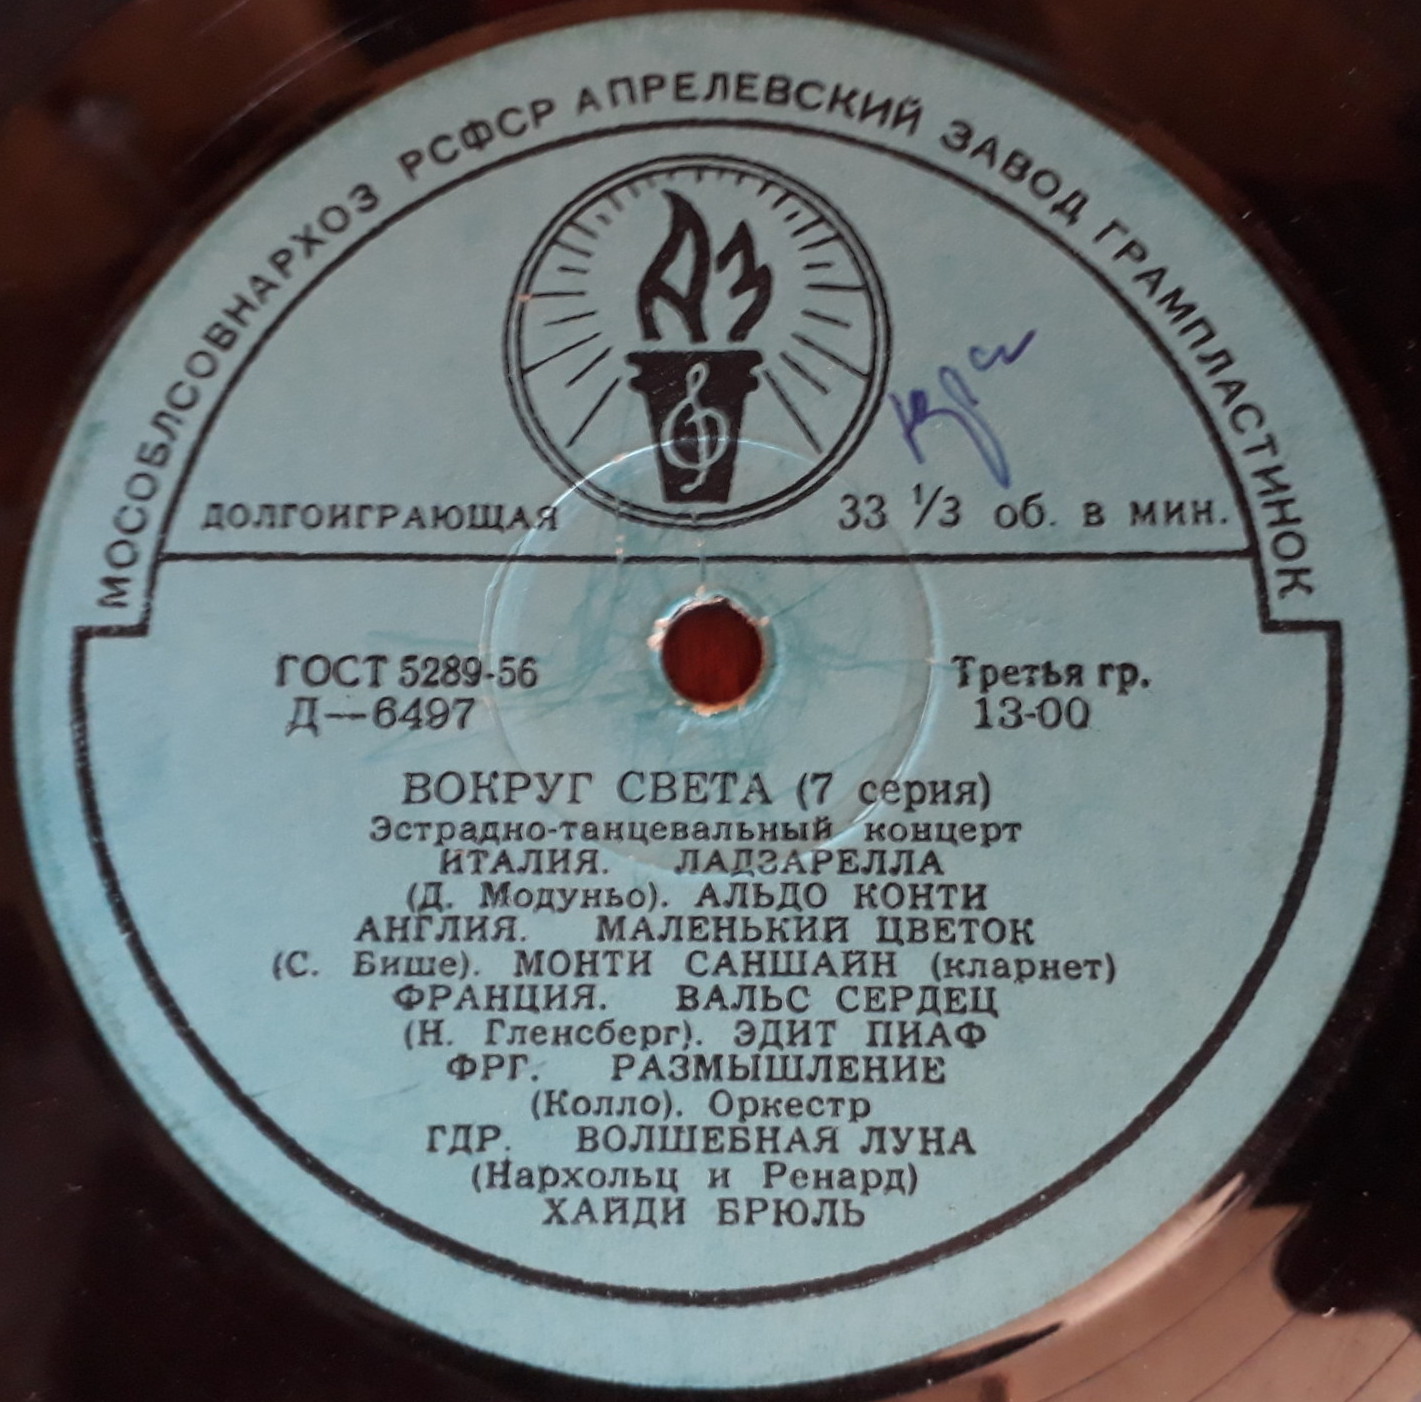 МОСОБЛСОВНАРХОЗ РСФСР АПРЕЛЕВСКИЙ ЗАВОД ГРАМПЛАСТИНОК
АЗ
ДОЛГОИГРАЮЩАЯ 33 1/3 об. в мин.
ГОСТ 5289-56 Третья гр.
Д—6497 13-00
ВОКРУГ СВЕТА (7 серия)
Эстрадно-танцевальный концерт
ИТАЛИЯ. ЛАДЗАРЕЛЛА
(Д. Модуньо). АЛЬДО КОНТИ
АНГЛИЯ. МАЛЕНЬКИЙ ЦВЕТОК
(С. Бише). МОНТИ САНШАЙН (кларнет)
ФРАНЦИЯ. ВАЛЬС СЕРДЕЦ
(Н. Гленсберг). ЭДИТ ПИАФ
ФРГ. РАЗМЫШЛЕНИЕ
(Колло). Оркестр
ГДР. ВОЛШЕБНАЯ ЛУНА
(Нархольц и Ренард)
ХАЙДИ БРЮЛЬ